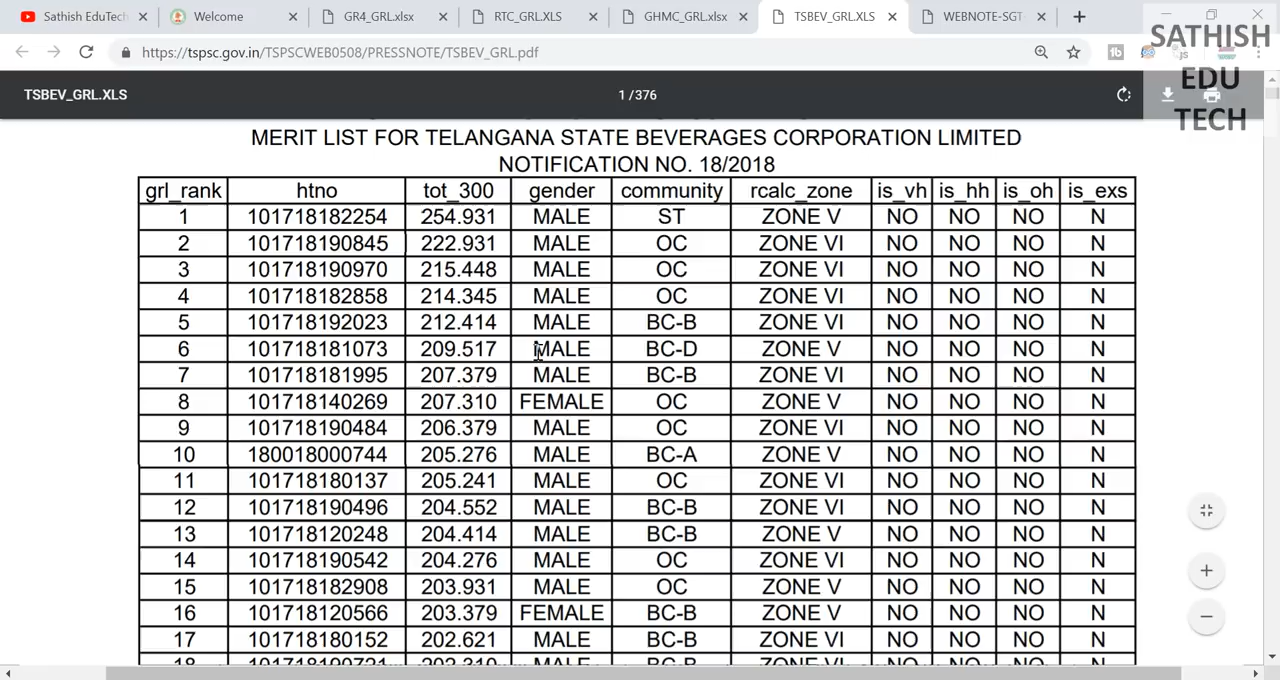 Sathish EduTech
Welcome
GR4_GRL.xlsx
RTC_GRL.XLS
GHMC_GRL.xlsx
TSBEV_GRL.XLS
WEBNOTE-SGT
https://tspsc.gov.in/TSPSCWEB0508/PRESSNOTE/TSBEV_GRL.pdf
SATHISH
EDU
TECH
TSBEV_GRL.XLS
1 / 376
MERIT LIST FOR TELANGANA STATE BEVERAGES CORPORATION LIMITED
NOTIFICATION NO. 18/2018
grl_rank htno tot_300 gender community rcalc_zone is_vh is_hh is_oh is_exs
1 101718182254 254.931 MALE ST ZONE V NO NO NO N
2 101718190845 222.931 MALE OC ZONE VI NO NO NO N
3 101718190970 215.448 MALE OC ZONE VI NO NO NO N
4 101718182858 214.345 MALE OC ZONE VI NO NO NO N
5 101718192023 212.414 MALE BC-B ZONE VI NO NO NO N
6 101718181073 209.517 MALE BC-D ZONE V NO NO NO N
7 101718181995 207.379 MALE BC-B ZONE VI NO NO NO N
8 101718140269 207.310 FEMALE OC ZONE V NO NO NO N
9 101718190484 206.379 MALE OC ZONE VI NO NO NO N
10 180018000744 205.276 MALE BC-A ZONE V NO NO NO N
11 101718180137 205.241 MALE OC ZONE VI NO NO NO N
12 101718190496 204.552 MALE BC-B ZONE VI NO NO NO N
13 101718120248 204.414 MALE BC-B ZONE V NO NO NO N
14 101718190542 204.276 MALE OC ZONE VI NO NO NO N
15 101718182908 203.931 MALE OC ZONE V NO NO NO N
16 101718120566 203.379 FEMALE BC-B ZONE V NO NO NO N
17 101718180152 202.621 MALE BC-B ZONE VI NO NO NO N